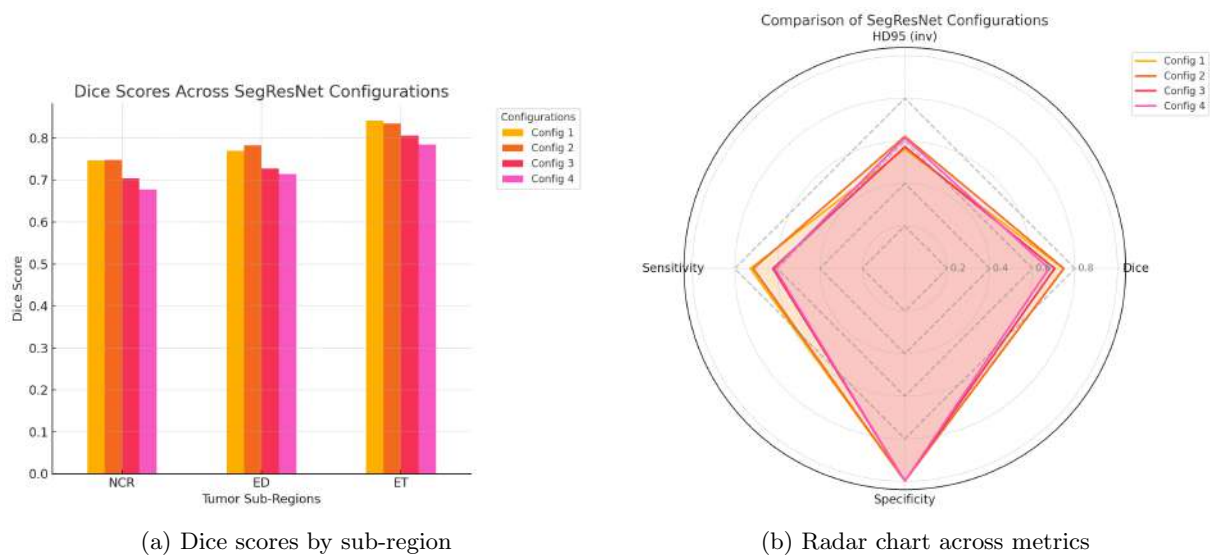 Dice Scores Across SegResNet Configurations
Configurations
Config 1
Config 2
Config 3
Config 4
Dice Score
0.8
0.7
0.6
0.5
0.4
0.3
0.2
0.1
0.0
NCR
ED
ET
Tumor Sub-Regions
(a) Dice scores by sub-region
Comparison of SegResNet Configurations
HD95 (inv)
Config 1
Config 2
Config 3
Config 4
Sensitivity
0.2
0.4
0.6
0.8
Dice
Specificity
(b) Radar chart across metrics